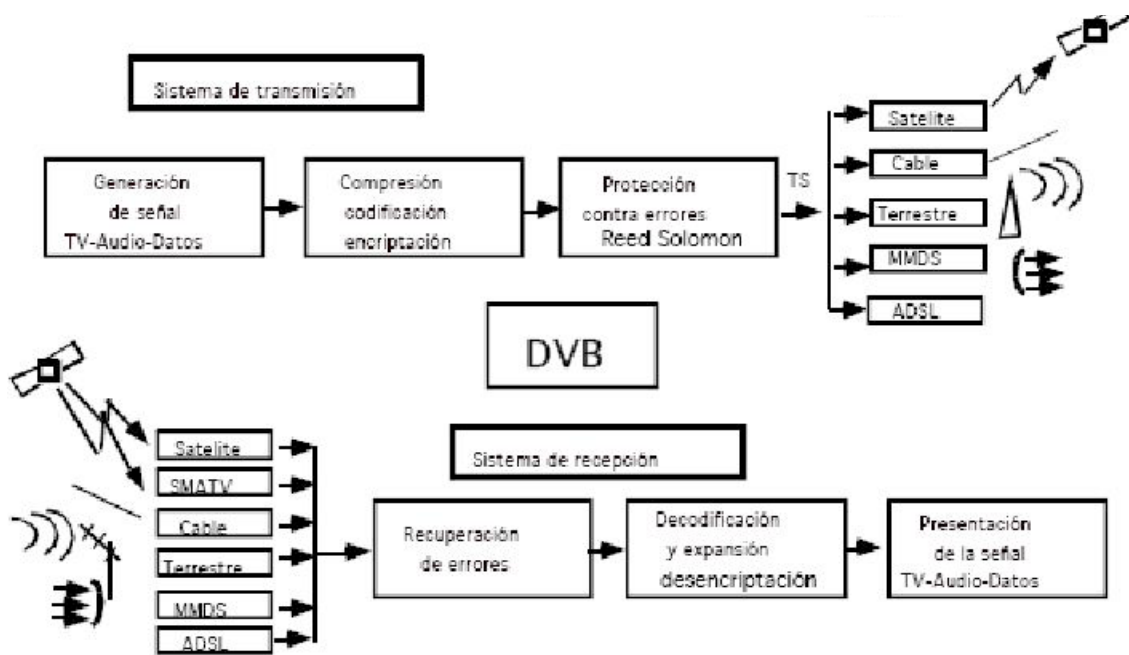 Sistema de transmisión
Generación
de señal
TV-Audio-Datos
Compresión
codificación
encriptación
Protección
contra errores
Reed Solomon
TS
Satelite
Cable
Terrestre
MMDS
ADSL
DVB
Sistema de recepción
Satelite
SMATV
Cable
Terrestre
MMDS
ADSL
Recuperación
de errores
Decodificación
y expansión
desencriptación
Presentación
de la señal
TV-Audio-Datos